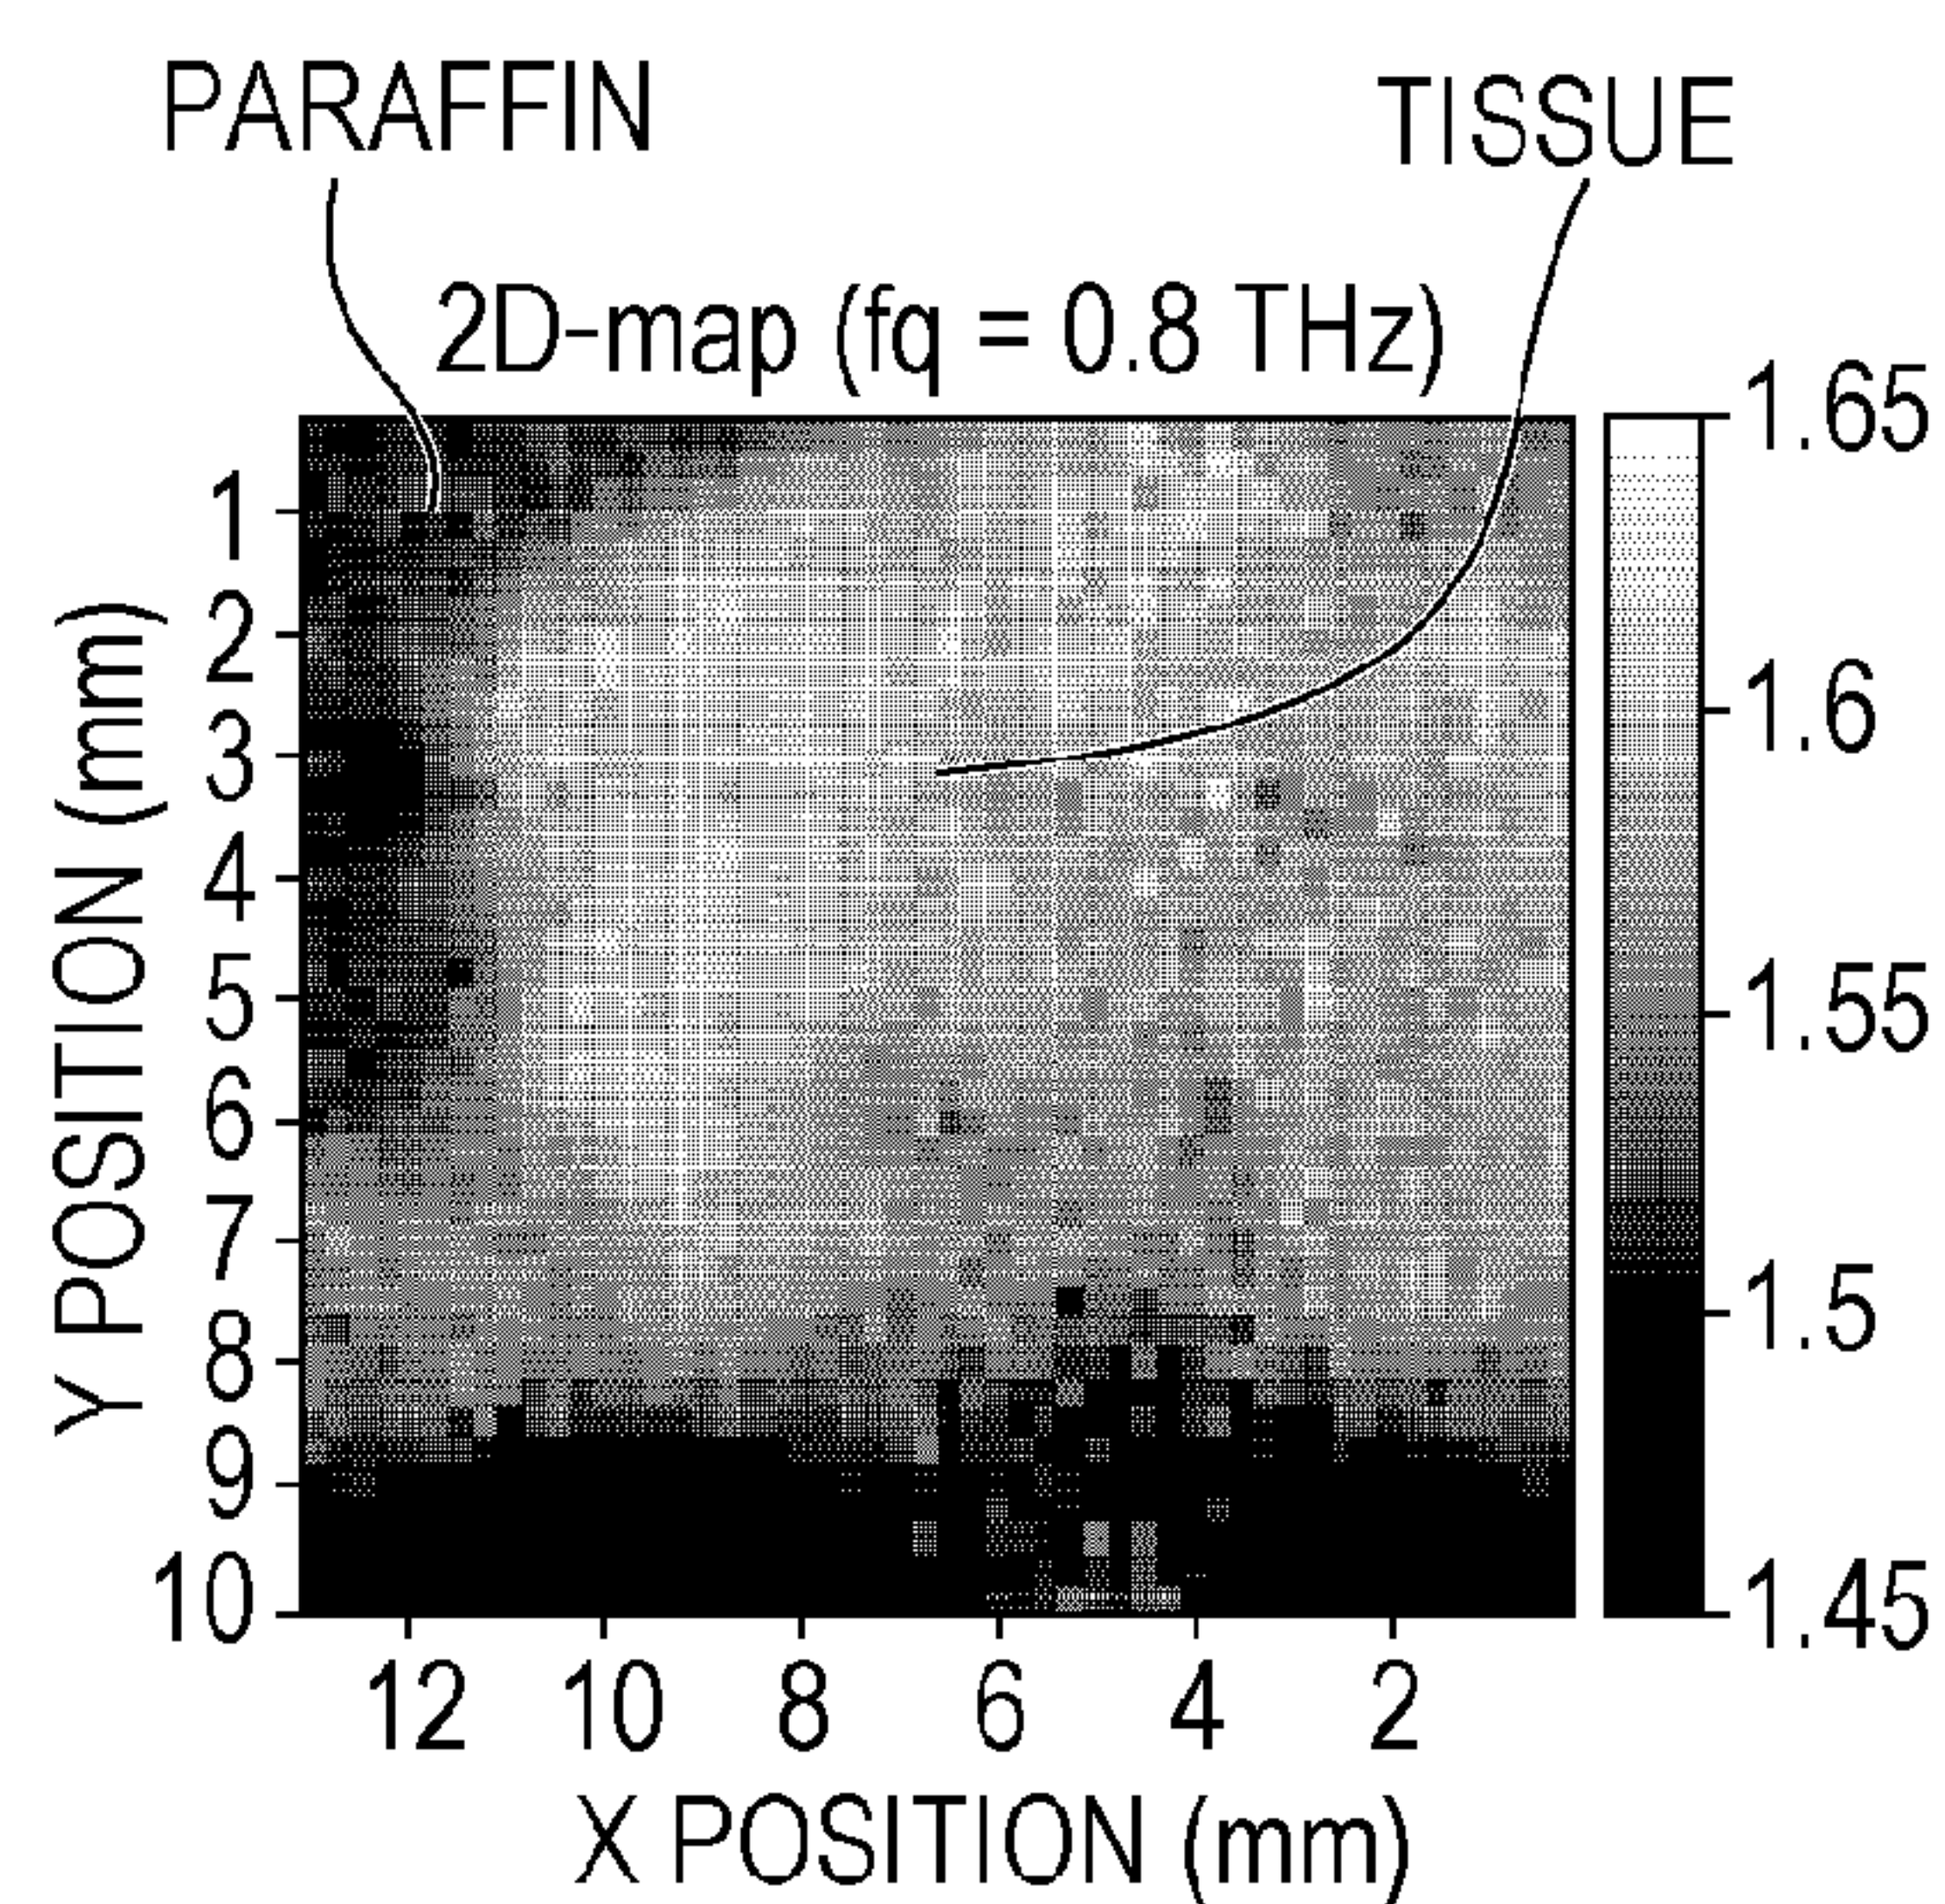 PARAFFIN
TISSUE
2D-map (fq = 0.8 THz)
Y POSITION (mm)
1
2
3
4
5
6
7
8
9
10
12 10 8 6 4 2
X POSITION (mm)
1.65
1.6
1.55
1.5
1.45